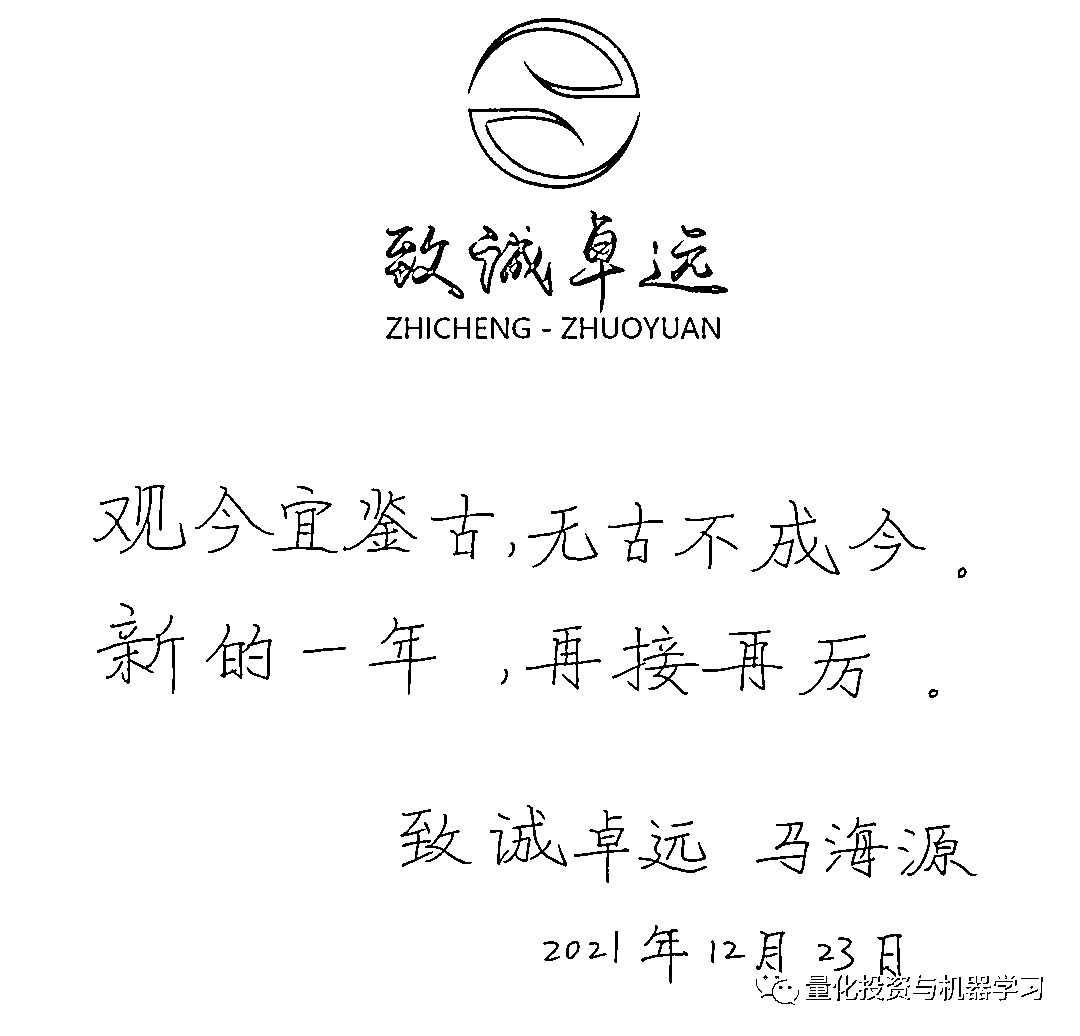 致诚卓远
ZHICHENG - ZHUOYUAN
观今宜鉴古,无古不成今。
新的一年,再接再厉。
致诚卓远 马海源
2021年12月23日
量化投资与机器学习